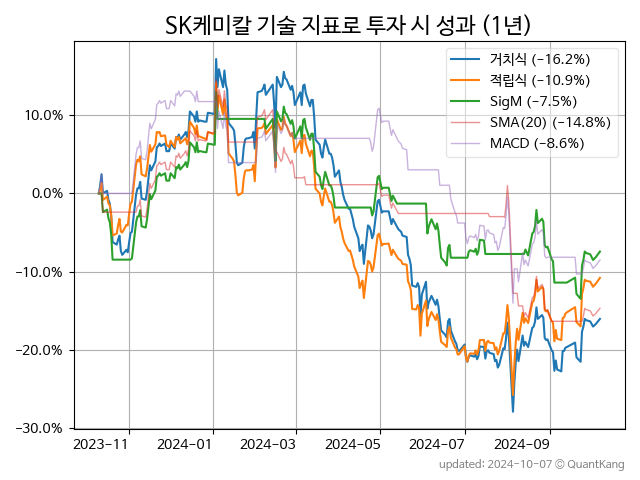 SK케미칼 기술 지표로 투자 시 성과 (1년)
거치식 (−16.2%)
적립식 (−10.9%)
SigM (−7.5%)
SMA(20) (−14.8%)
MACD (−8.6%)
10.0%
0.0%
−10.0%
−20.0%
−30.0%
2023-11 2024-01 2024-03 2024-05 2024-07 2024-09
updated: 2024-10-07 © QuantKang